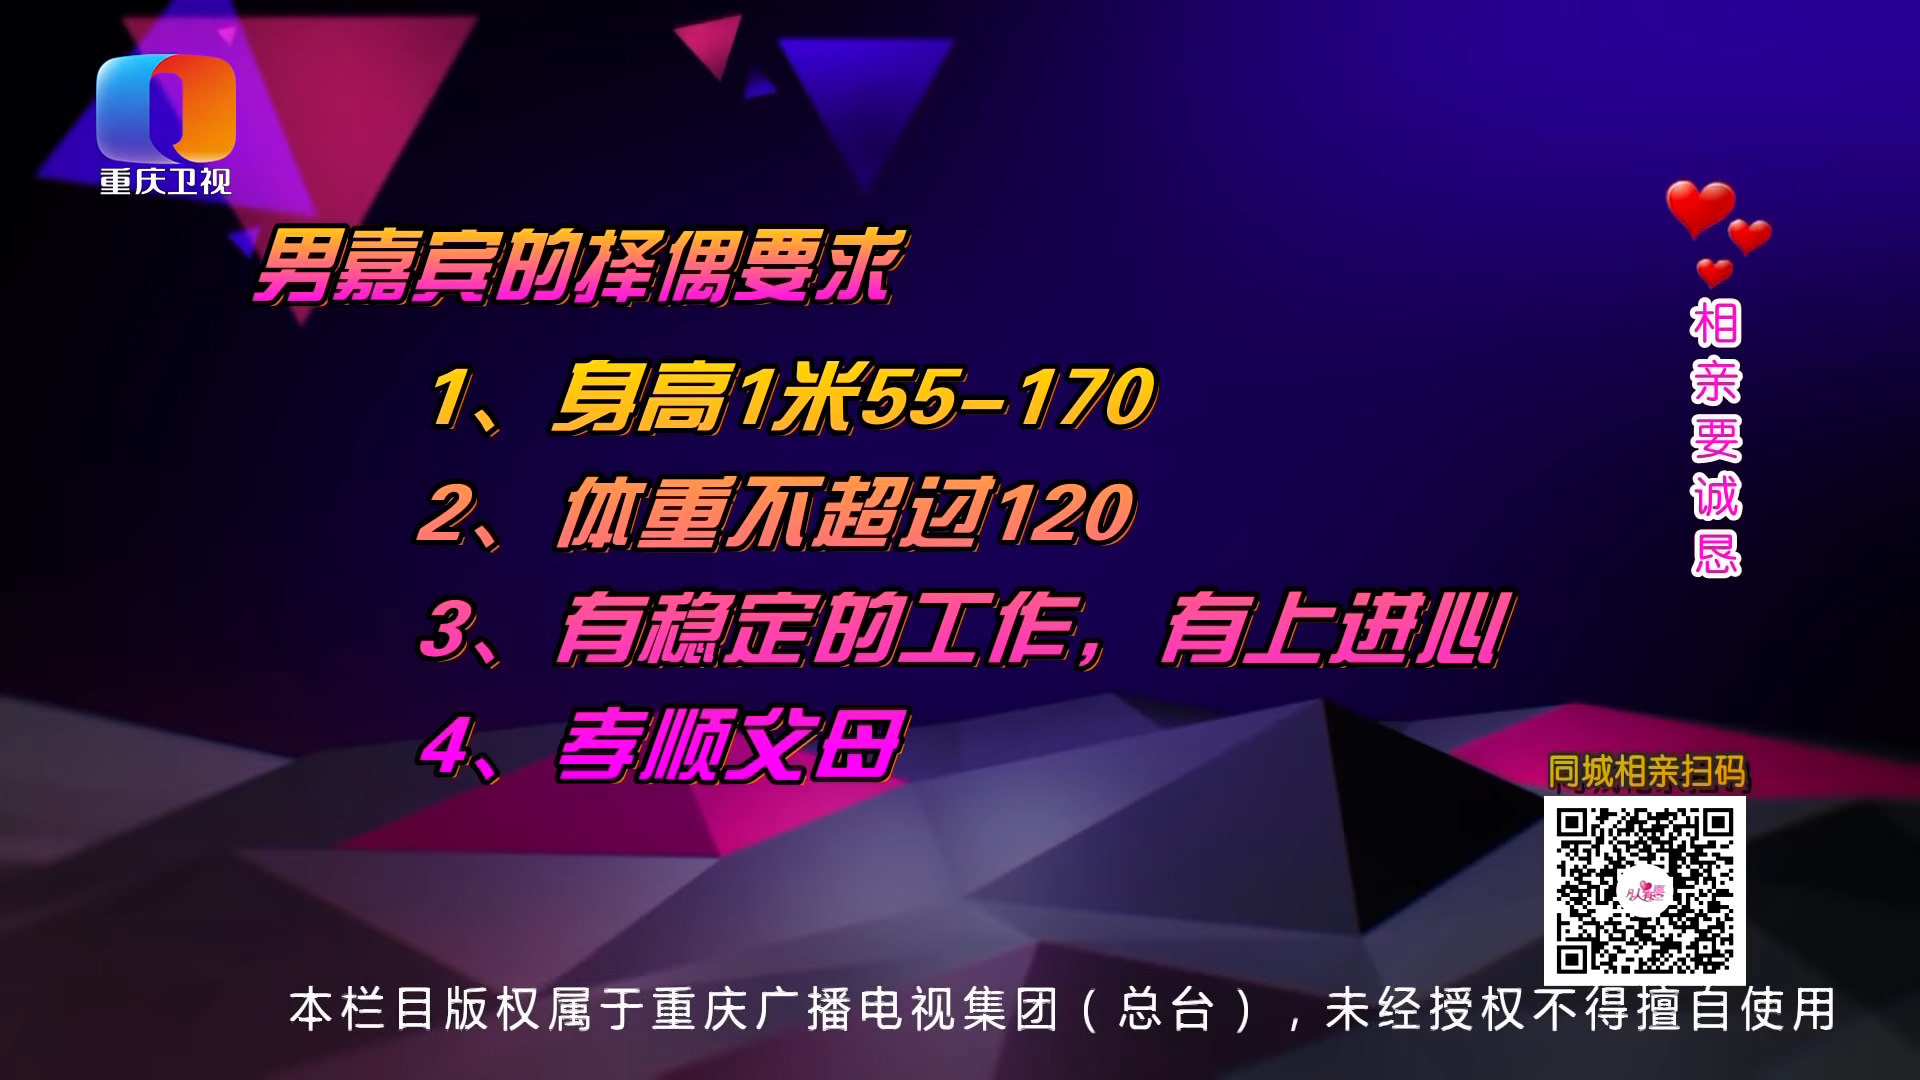 重庆卫视
男嘉宾的择偶要求
1、身高1米55-170
2、体重不超过120
3、有稳定的工作，有上进心
4、孝顺父母
相亲要诚恳
同城相亲扫码
凡人有喜
本栏目版权属于重庆广播电视集团（总台），未经授权不得擅自使用